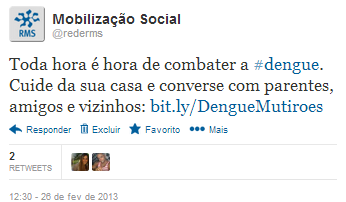 RMS
Mobilização Social
@rederms
Toda hora é hora de combater a #dengue.
Cuide da sua casa e converse com parentes,
amigos e vizinhos: bit.ly/DengueMutiroes
Responder Excluir Favorito Mais
2
RETWEETS
12:30 - 26 de fev de 2013